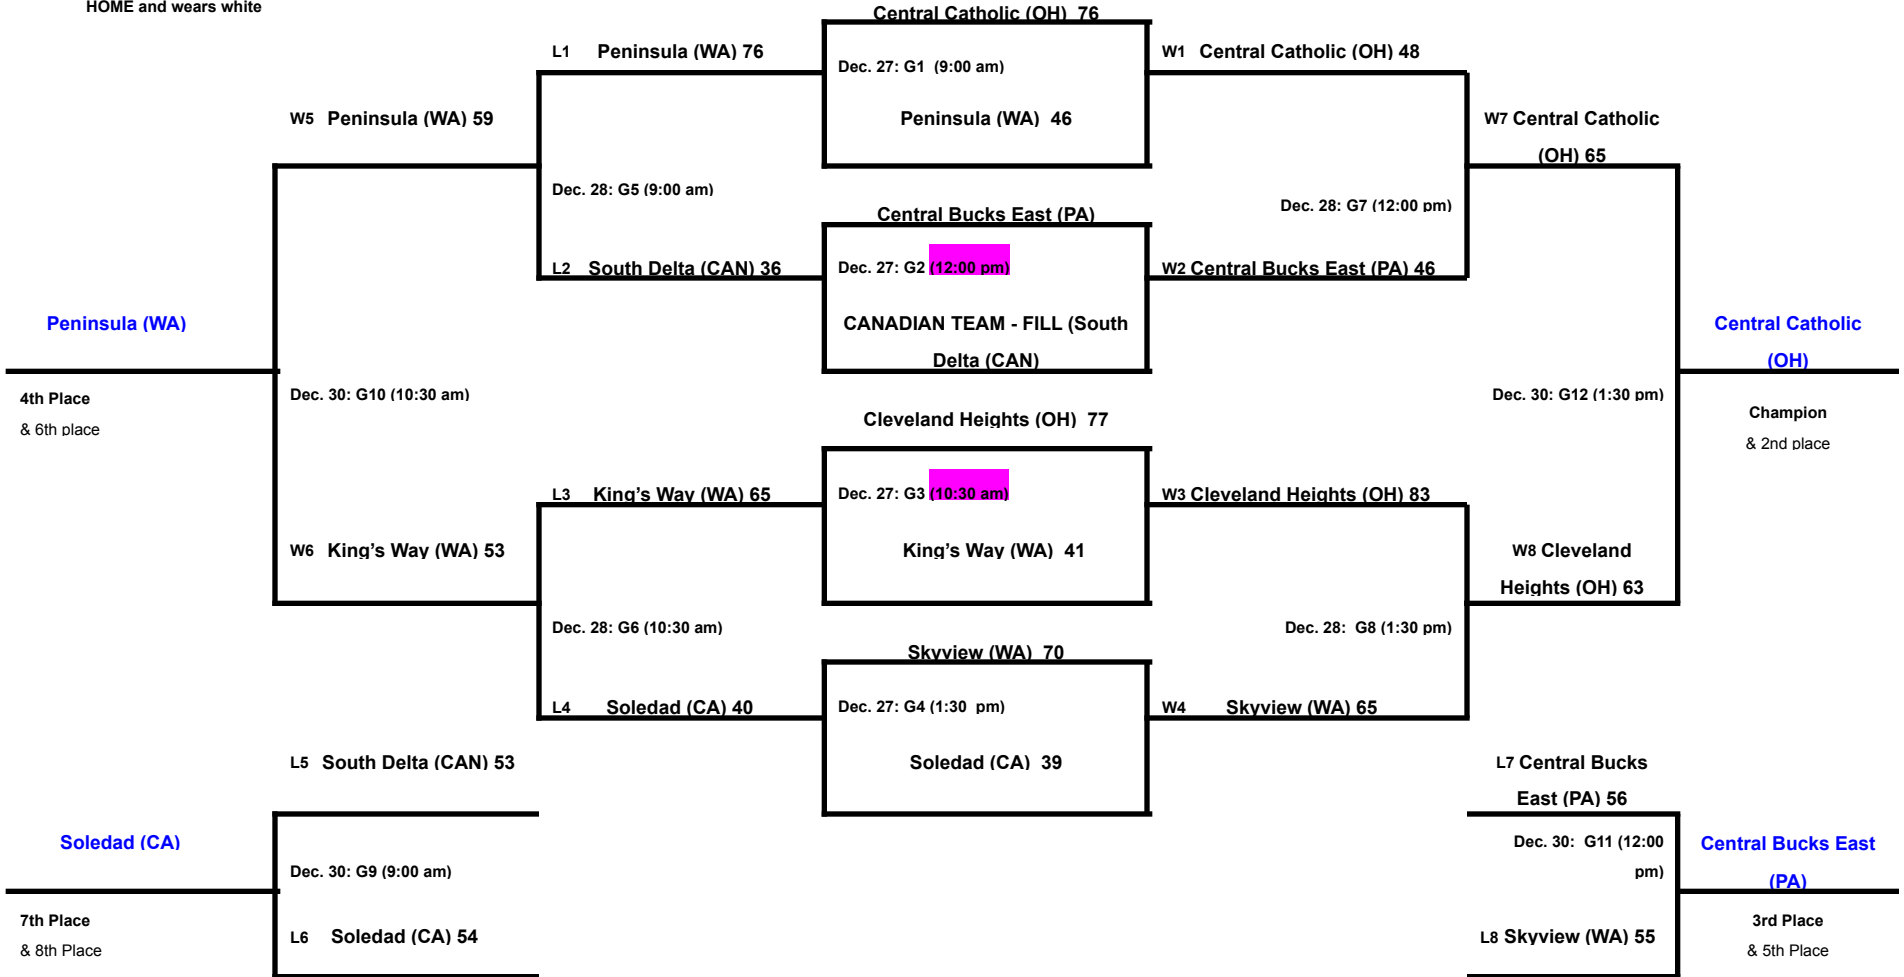 HOME and wears white
Central Catholic (OH) 76
L1 Peninsula (WA) 76
Dec. 27: G1 (9:00 am)
W1 Central Catholic (OH) 48
W5 Peninsula (WA) 59
Peninsula (WA) 46
W7 Central Catholic
(OH) 65
Dec. 28: G5 (9:00 am)
Central Bucks East (PA)
Dec. 28: G7 (12:00 pm)
L2 South Delta (CAN) 36
Dec. 27: G2 (12:00 pm)
W2 Central Bucks East (PA) 46
Peninsula (WA)
CANADIAN TEAM - FILL (South
Delta (CAN)
Central Catholic
(OH)
4th Place
& 6th place
Dec. 30: G10 (10:30 am)
Cleveland Heights (OH) 77
Dec. 30: G12 (1:30 pm)
Champion
& 2nd place
L3 King’s Way (WA) 65
Dec. 27: G3 (10:30 am)
W3 Cleveland Heights (OH) 83
W6 King’s Way (WA) 53
King’s Way (WA) 41
W8 Cleveland
Heights (OH) 63
Dec. 28: G6 (10:30 am)
Dec. 28: G8 (1:30 pm)
Skyview (WA) 70
L4 Soledad (CA) 40
Dec. 27: G4 (1:30 pm)
W4 Skyview (WA) 65
L5 South Delta (CAN) 53
Soledad (CA) 39
L7 Central Bucks
East (PA) 56
Soledad (CA)
Dec. 30: G9 (9:00 am)
Dec. 30: G11 (12:00
pm)
Central Bucks East
(PA)
7th Place
& 8th Place
L6 Soledad (CA) 54
L8 Skyview (WA) 55
3rd Place
& 5th Place